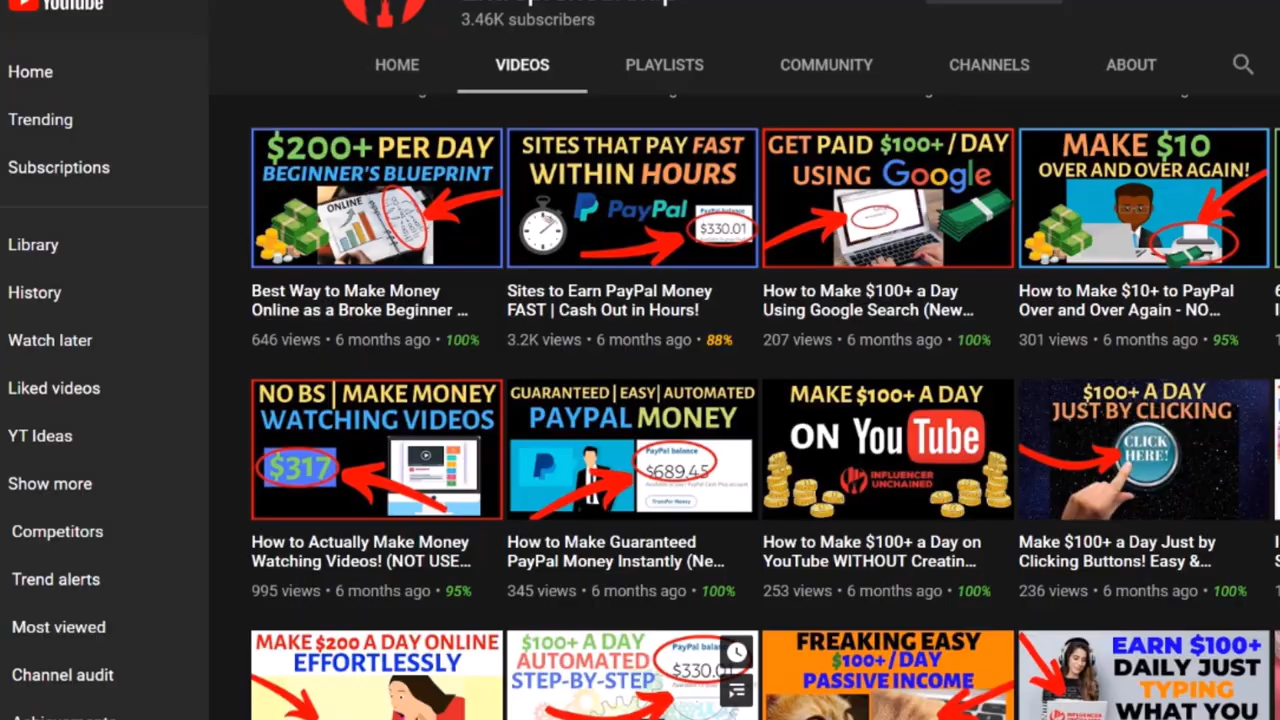 YouTube
Entrepreneurship
3.46K subscribers
HOME
VIDEOS
PLAYLISTS
COMMUNITY
CHANNELS
ABOUT
Home
Trending
Subscriptions
Library
History
Watch later
Liked videos
YT Ideas
Show more
Competitors
Trend alerts
Most viewed
Channel audit
Achievements
$200+ PER DAY
BEGINNER'S BLUEPRINT
ONLINE
Best Way to Make Money
Online as a Broke Beginner ...
646 views • 6 months ago • 100%
SITES THAT PAY FAST
WITHIN HOURS
PayPal
PayPal balance
$330.01
Sites to Earn PayPal Money
FAST | Cash Out in Hours!
3.2K views • 6 months ago • 88%
GET PAID $100+ / DAY
USING Google
How to Make $100+ a Day
Using Google Search (New...
207 views • 6 months ago • 100%
MAKE $10
OVER AND OVER AGAIN!
How to Make $10+ to PayPal
Over and Over Again - NO...
301 views • 6 months ago • 95%
NO BS | MAKE MONEY
WATCHING VIDEOS
$317
How to Actually Make Money
Watching Videos! (NOT USE...
995 views • 6 months ago • 95%
GUARANTEED | EASY| AUTOMATED
PAYPAL MONEY
PayPal balance
$689.45
Transfer Money
How to Make Guaranteed
PayPal Money Instantly (Ne...
345 views • 6 months ago • 100%
MAKE $100+ A DAY
ON YouTube
INFLUENCER
UNCHAINED
How to Make $100+ a Day on
YouTube WITHOUT Creatin...
253 views • 6 months ago • 100%
$100+ A DAY
JUST BY CLICKING
CLICK
HERE!
Make $100+ a Day Just by
Clicking Buttons! Easy &...
236 views • 6 months ago • 100%
MAKE $200 A DAY ONLINE
EFFORTLESSLY
$100+ A DAY
AUTOMATED
STEP-BY-STEP
PayPal balance
$330.01
FREAKING EASY
$100+/DAY
PASSIVE INCOME
EARN $100+
DAILY JUST
TYPING
WHAT YOU
INFLUENCER
UNCHAINED